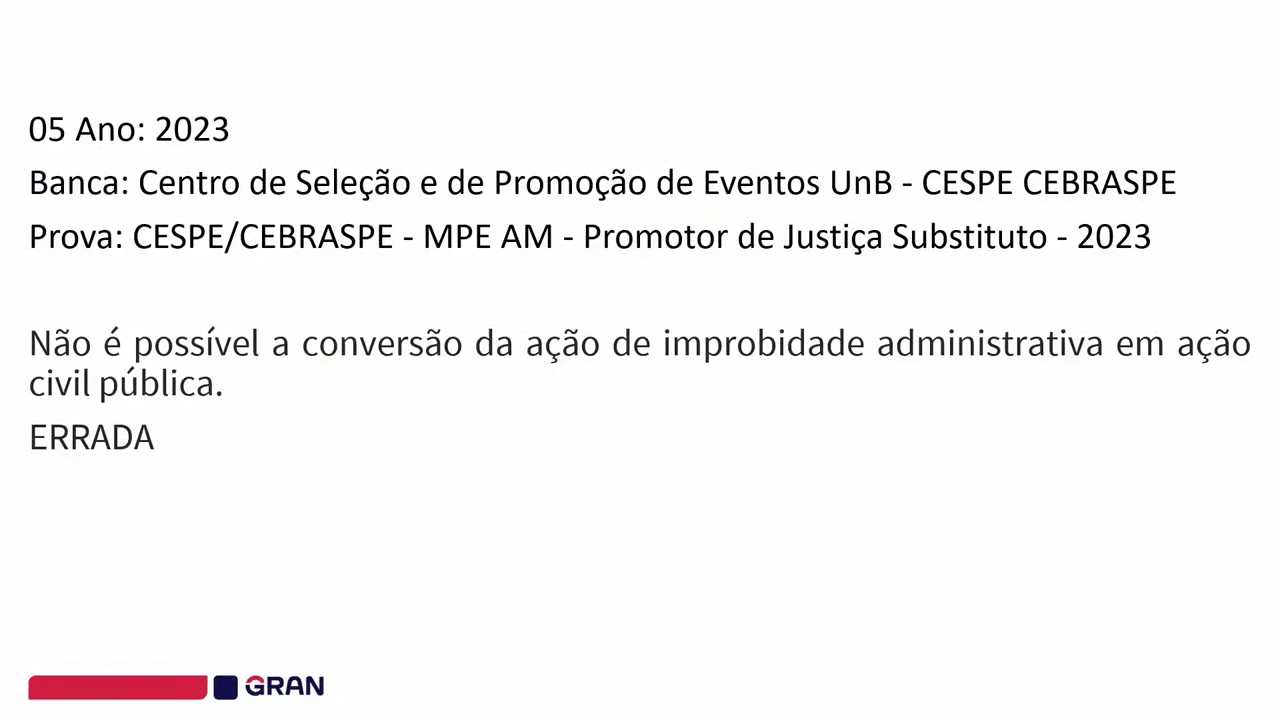 05 Ano: 2023
Banca: Centro de Seleção e de Promoção de Eventos UnB - CESPE CEBRASPE
Prova: CESPE/CEBRASPE - MPE AM - Promotor de Justiça Substituto - 2023
Não é possível a conversão da ação de improbidade administrativa em ação
civil pública.
ERRADA
GRAN